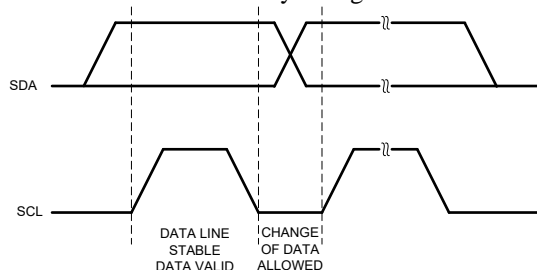 SDA
SCL
DATA LINE
STABLE
DATA VALID
CHANGE
OF DATA
ALLOWED